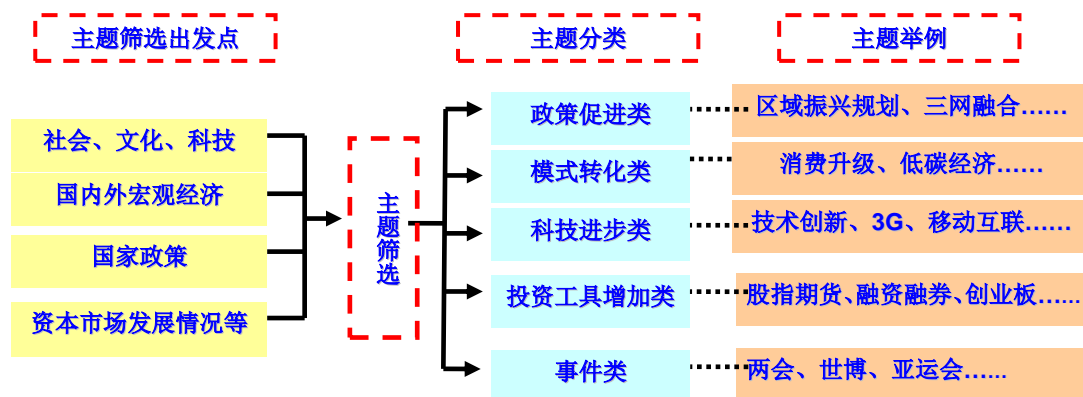 主题筛选出发点
主题分类
主题举例
社会、文化、科技
国内外宏观经济
国家政策
资本市场发展情况等
主题筛选
政策促进类
区域振兴规划、三网融合……
模式转化类
消费升级、低碳经济……
科技进步类
技术创新、3G、移动互联……
投资工具增加类
股指期货、融资融券、创业板……
事件类
两会、世博、亚运会……